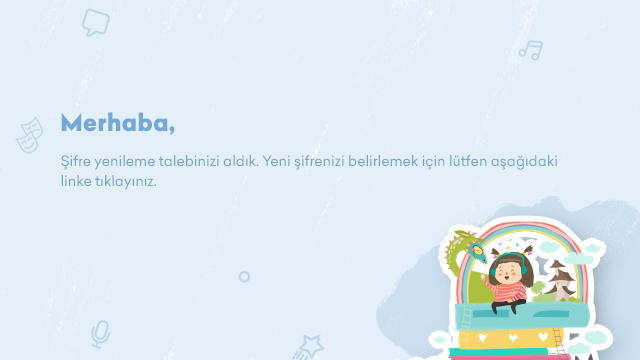 Merhaba,
Şifre yenileme talebinizi aldık. Yeni şifrenizi belirlemek için lütfen aşağıdaki
linke tıklayınız.